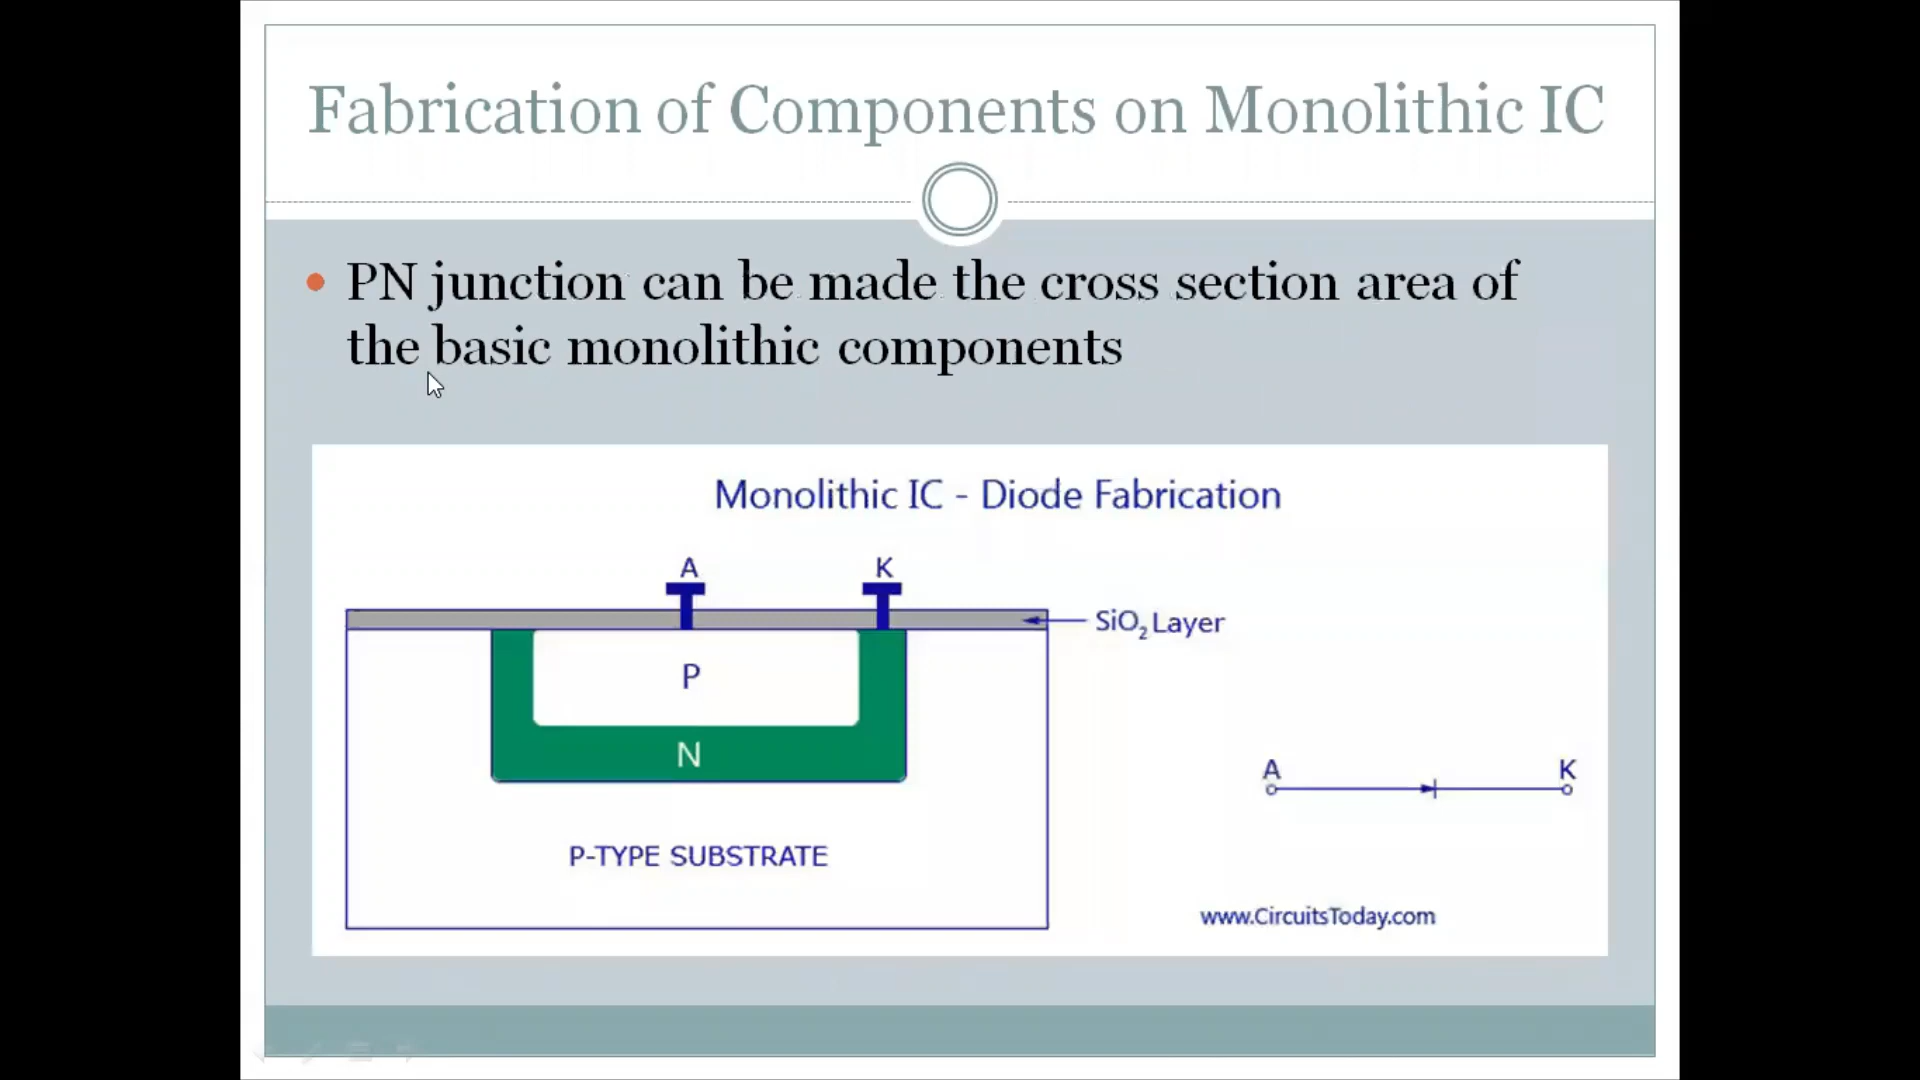 Fabrication of Components on Monolithic IC
PN junction can be made the cross section area of
the basic monolithic components
Monolithic IC - Diode Fabrication
A
K
SiO₂ Layer
P
N
A
K
P-TYPE SUBSTRATE
www.CircuitsToday.com